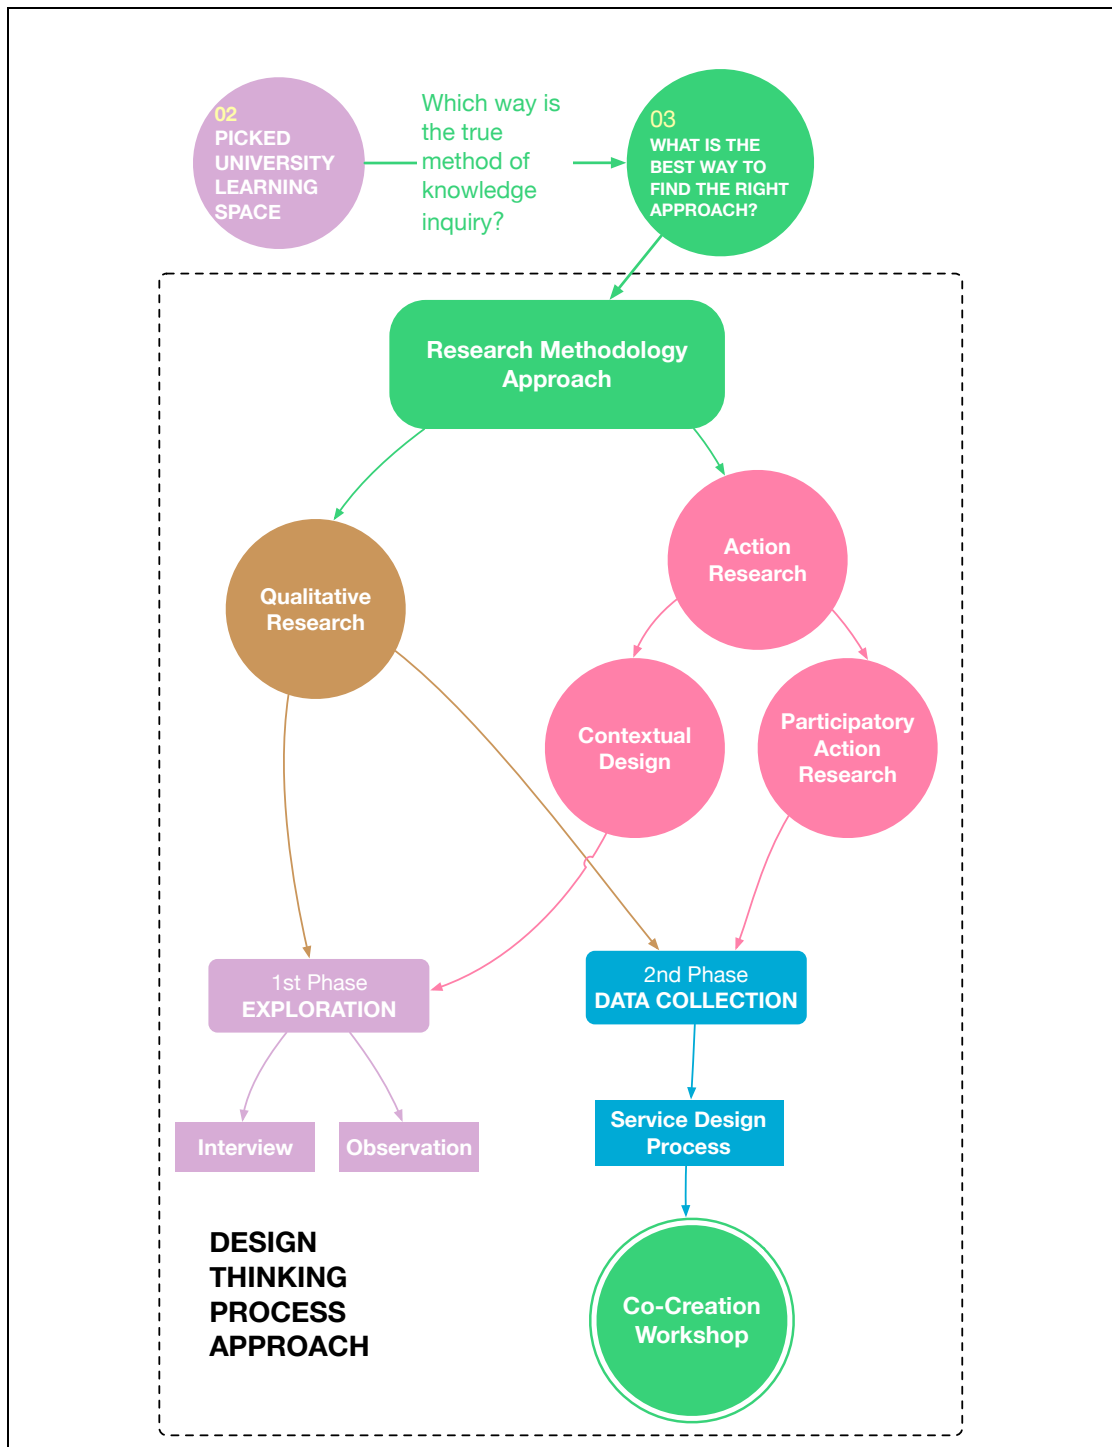 02
PICKED
UNIVERSITY
LEARNING
SPACE
Which way is
the true
method of
knowledge
inquiry?
03
WHAT IS THE
BEST WAY TO
FIND THE RIGHT
APPROACH?
Research Methodology
Approach
Action
Research
Qualitative
Research
Contextual
Design
Participatory
Action
Research
1st Phase
EXPLORATION
2nd Phase
DATA COLLECTION
Interview
Observation
Service Design
Process
DESIGN
THINKING
PROCESS
APPROACH
Co-Creation
Workshop